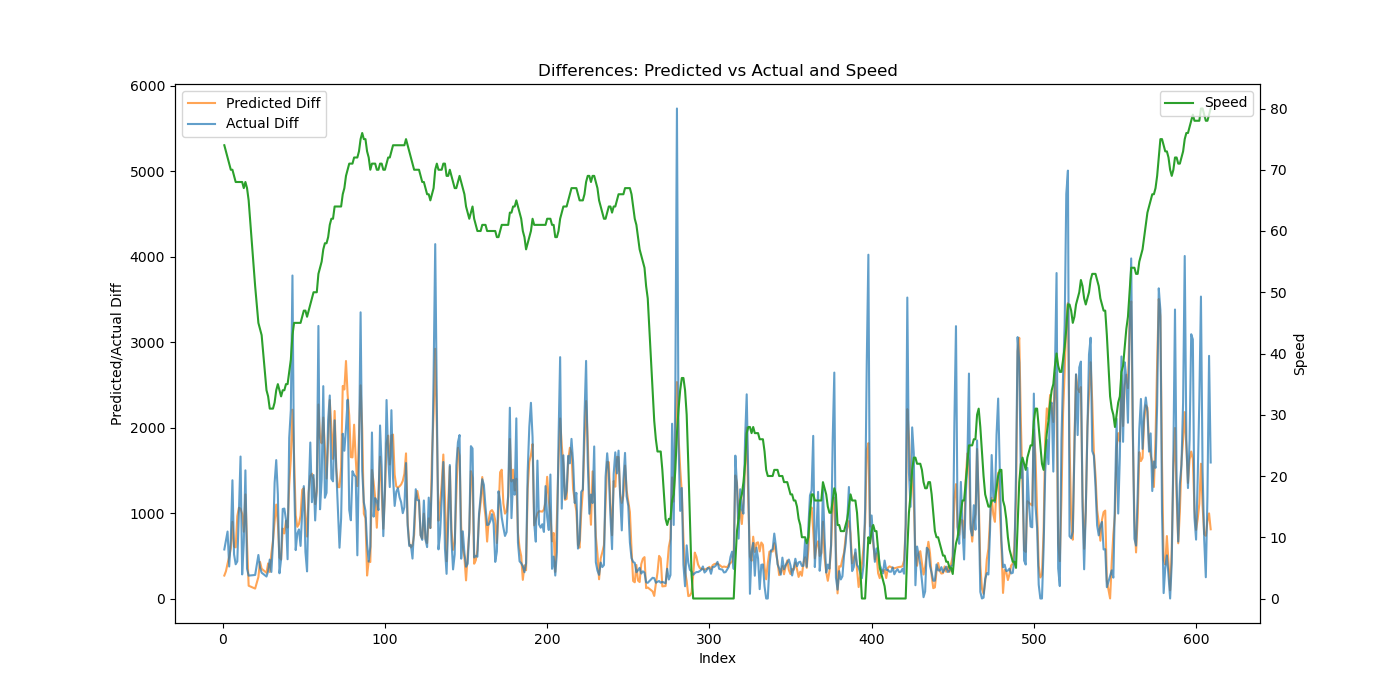 Differences: Predicted vs Actual and Speed
Predicted Diff
Actual Diff
Speed
6000
5000
4000
3000
2000
1000
0
Predicted/Actual Diff
80
70
60
50
40
30
20
10
0
Speed
0 100 200 300 400 500 600
Index